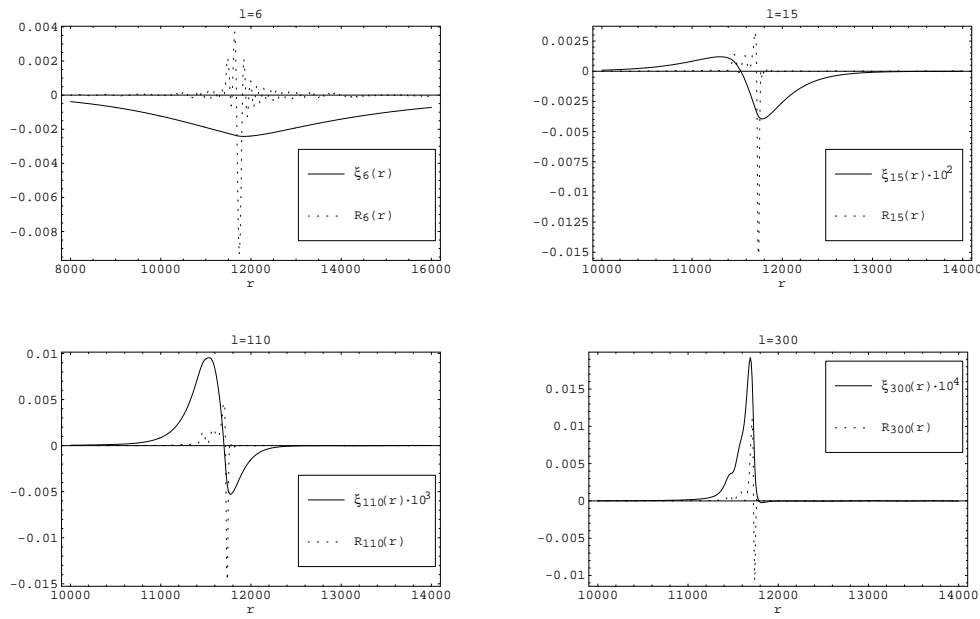 l=6
0.004
0.002
0
-0.002
-0.004
-0.006
-0.008
ξ6(r)
R6(r)
8000 10000 12000 14000 16000
r
l=15
0.0025
0
-0.0025
-0.005
-0.0075
-0.01
-0.0125
-0.015
ξ15(r)·10²
R15(r)
10000 11000 12000 13000 14000
r
l=110
0.01
0.005
0
-0.005
-0.01
-0.015
ξ110(r)·10³
R110(r)
10000 11000 12000 13000 14000
r
l=300
0.015
0.01
0.005
0
-0.005
-0.01
ξ300(r)·10⁴
R300(r)
10000 11000 12000 13000 14000
r